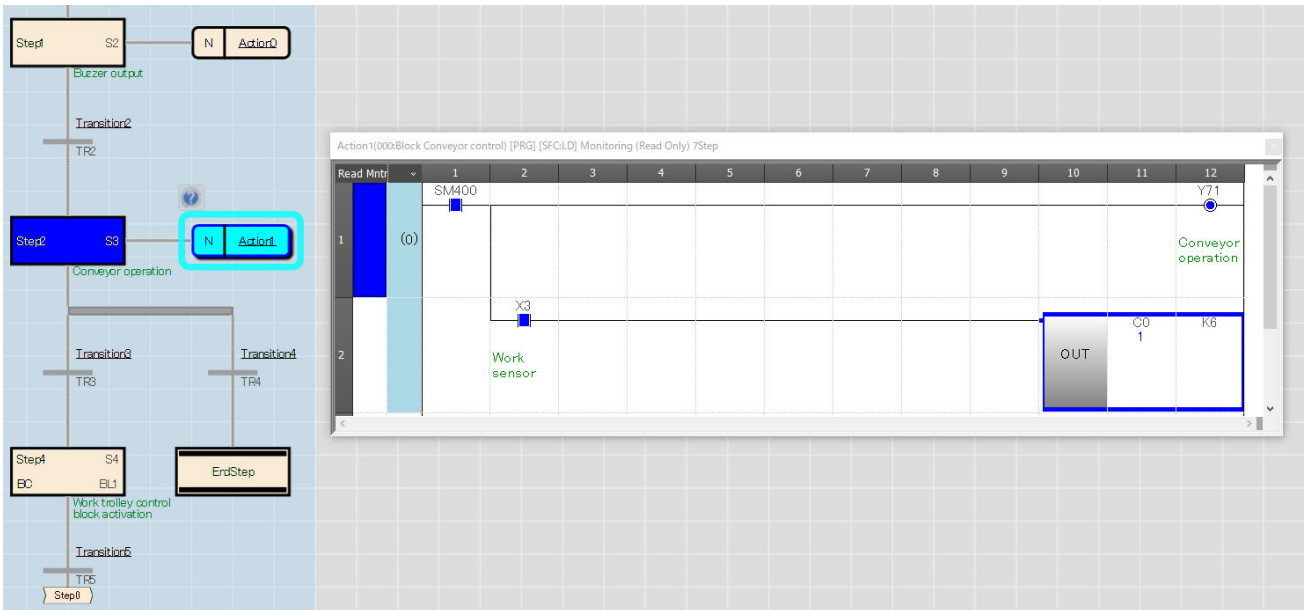 Step1 S2
N Action0
Buzzer output
Transition2
TR2
Step2 S3
N Action1
Conveyor operation
Transition3
Transition4
TR3
TR4
Step4 S4
BC BL1
EndStep
Work trolley control
block activation
Transition5
TR5
Step0
Action1(000:Block Conveyor control) [PRG] [SFC:LD] Monitoring (Read Only) 7Step
Read Mntr 1 2 3 4 5 6 7 8 9 10 11 12
SM400 Y71
1 (0)
Conveyor
operation
X3 C0 K6
1
2 OUT
Work
sensor